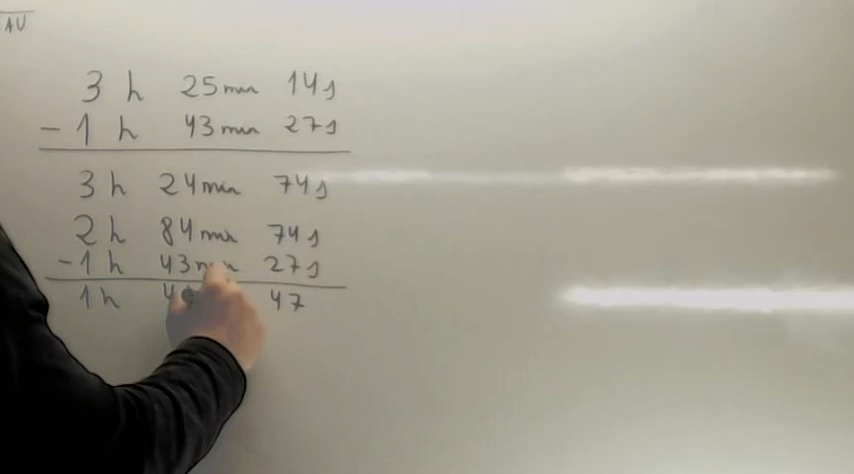 3 h 25 min 14 s
- 1 h 43 min 27 s
3 h 24 min 74 s
2 h 84 min 74 s
- 1 h 43 min 27 s
1 h 47